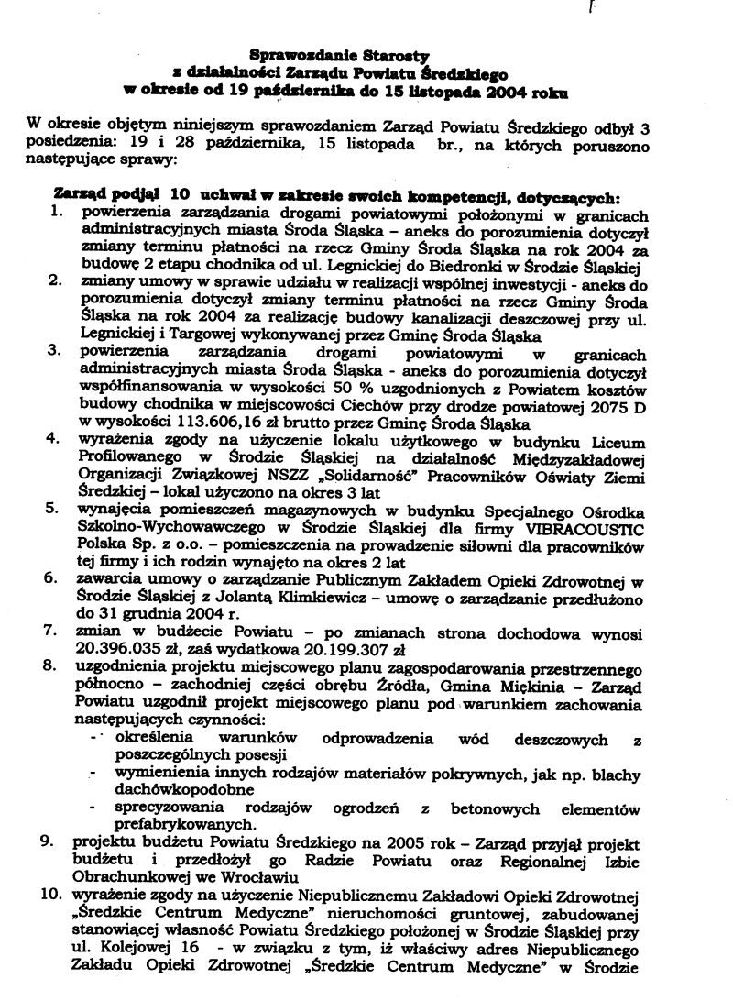 Sprawozdanie Starosty
z działalności Zarządu Powiatu Średzkiego
w okresie od 19 października do 15 listopada 2004 roku
W okresie objętym niniejszym sprawozdaniem Zarząd Powiatu Średzkiego odbył 3
posiedzenia: 19 i 28 października, 15 listopada br., na których poruszono
następujące sprawy:
Zarząd podjął 10 uchwał w zakresie swoich kompetencji, dotyczących:
1. powierzenia zarządzania drogami powiatowymi położonymi w granicach
administracyjnych miasta Środa Śląska – aneks do porozumienia dotyczył
zmiany terminu płatności na rzecz Gminy Środa Śląska na rok 2004 za
budowę 2 etapu chodnika od ul. Legnickiej do Biedronki w Środzie Śląskiej
2. zmiany umowy w sprawie udziału w realizacji wspólnej inwestycji - aneks do
porozumienia dotyczył zmiany terminu płatności na rzecz Gminy Środa
Śląska na rok 2004 za realizację budowy kanalizacji deszczowej przy ul.
Legnickiej i Targowej wykonywanej przez Gminę Środa Śląska
3. powierzenia zarządzania drogami powiatowymi w granicach
administracyjnych miasta Środa Śląska - aneks do porozumienia dotyczył
współfinansowania w wysokości 50 % uzgodnionych z Powiatem kosztów
budowy chodnika w miejscowości Ciechów przy drodze powiatowej 2075 D
w wysokości 113.606,16 zł brutto przez Gminę Środa Śląska
4. wyrażenia zgody na użyczenie lokalu użytkowego w budynku Liceum
Profilowanego w Środzie Śląskiej na działalność Międzyzakładowej
Organizacji Związkowej NSZZ „Solidarność” Pracowników Oświaty Ziemi
Średzkiej – lokal użyczono na okres 3 lat
5. wynajęcia pomieszczeń magazynowych w budynku Specjalnego Ośrodka
Szkolno-Wychowawczego w Środzie Śląskiej dla firmy VIBRACOUSTIC
Polska Sp. z o.o. – pomieszczenia na prowadzenie siłowni dla pracowników
tej firmy i ich rodzin wynajęto na okres 2 lat
6. zawarcia umowy o zarządzanie Publicznym Zakładem Opieki Zdrowotnej w
Środzie Śląskiej z Jolantą Klimkiewicz – umowę o zarządzanie przedłużono
do 31 grudnia 2004 r.
7. zmian w budżecie Powiatu – po zmianach strona dochodowa wynosi
20.396.035 zł, zaś wydatkowa 20.199.307 zł
8. uzgodnienia projektu miejscowego planu zagospodarowania przestrzennego
północno – zachodniej części obrębu Źródła, Gmina Miękinia – Zarząd
Powiatu uzgodnił projekt miejscowego planu pod warunkiem zachowania
następujących czynności:
- określenia warunków odprowadzenia wód deszczowych z
poszczególnych posesji
- wymienienia innych rodzajów materiałów pokrywnych, jak np. blachy
dachówkopodobne
- sprecyzowania rodzajów ogrodzeń z betonowych elementów
prefabrykowanych.
9. projektu budżetu Powiatu Średzkiego na 2005 rok – Zarząd przyjął projekt
budżetu i przedłożył go Radzie Powiatu oraz Regionalnej Izbie
Obrachunkowej we Wrocławiu
10. wyrażenie zgody na użyczenie Niepublicznemu Zakładowi Opieki Zdrowotnej
„Średzkie Centrum Medyczne” nieruchomości gruntowej, zabudowanej
stanowiącej własność Powiatu Średzkiego położonej w Środzie Śląskiej przy
ul. Kolejowej 16 - w związku z tym, iż właściwy adres Niepublicznego
Zakładu Opieki Zdrowotnej „Średzkie Centrum Medyczne” w Środzie